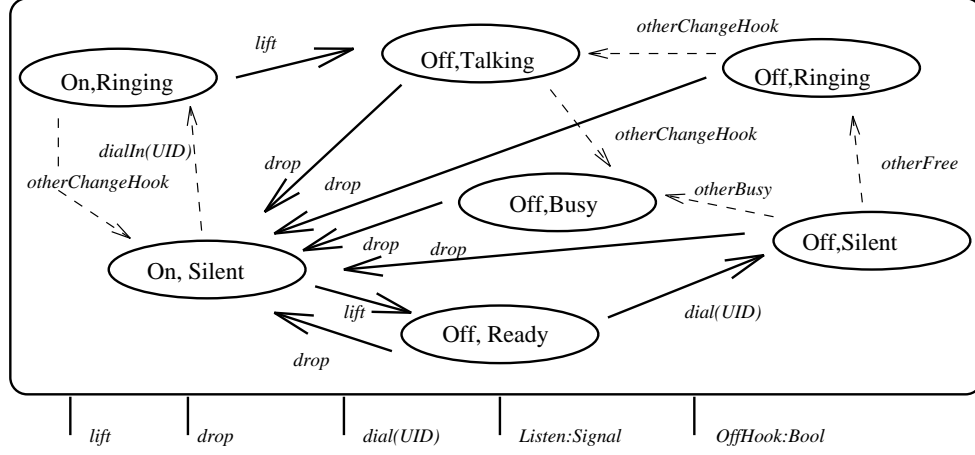 lift
otherChangeHook
Off,Talking
On,Ringing
Off,Ringing
otherChangeHook
dialIn(UID)
drop
otherFree
otherChangeHook
drop
otherBusy
Off,Busy
Off,Silent
drop
drop
On, Silent
lift
dial(UID)
Off, Ready
drop
lift
drop
dial(UID)
Listen:Signal
OffHook:Bool